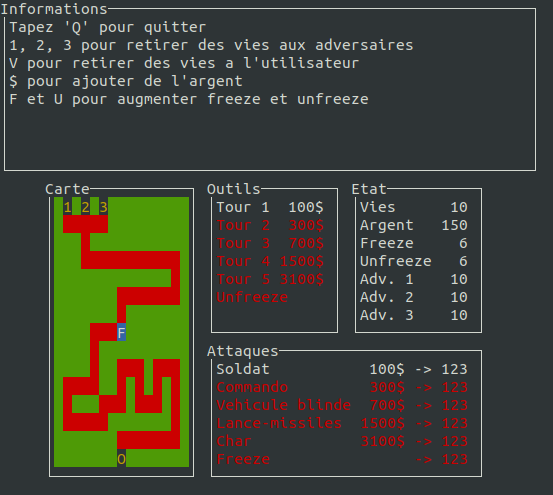 Informations
Tapez 'Q' pour quitter
1, 2, 3 pour retirer des vies aux adversaires
V pour retirer des vies a l'utilisateur
$ pour ajouter de l'argent
F et U pour augmenter freeze et unfreeze
Carte
1 2 3
F
O
Outils
Tour 1 100$
Tour 2 300$
Tour 3 700$
Tour 4 1500$
Tour 5 3100$
Unfreeze
Etat
Vies 10
Argent 150
Freeze 6
Unfreeze 6
Adv. 1 10
Adv. 2 10
Adv. 3 10
Attaques
Soldat 100$ -> 123
Commando 300$ -> 123
Vehicule blinde 700$ -> 123
Lance-missiles 1500$ -> 123
Char 3100$ -> 123
Freeze -> 123